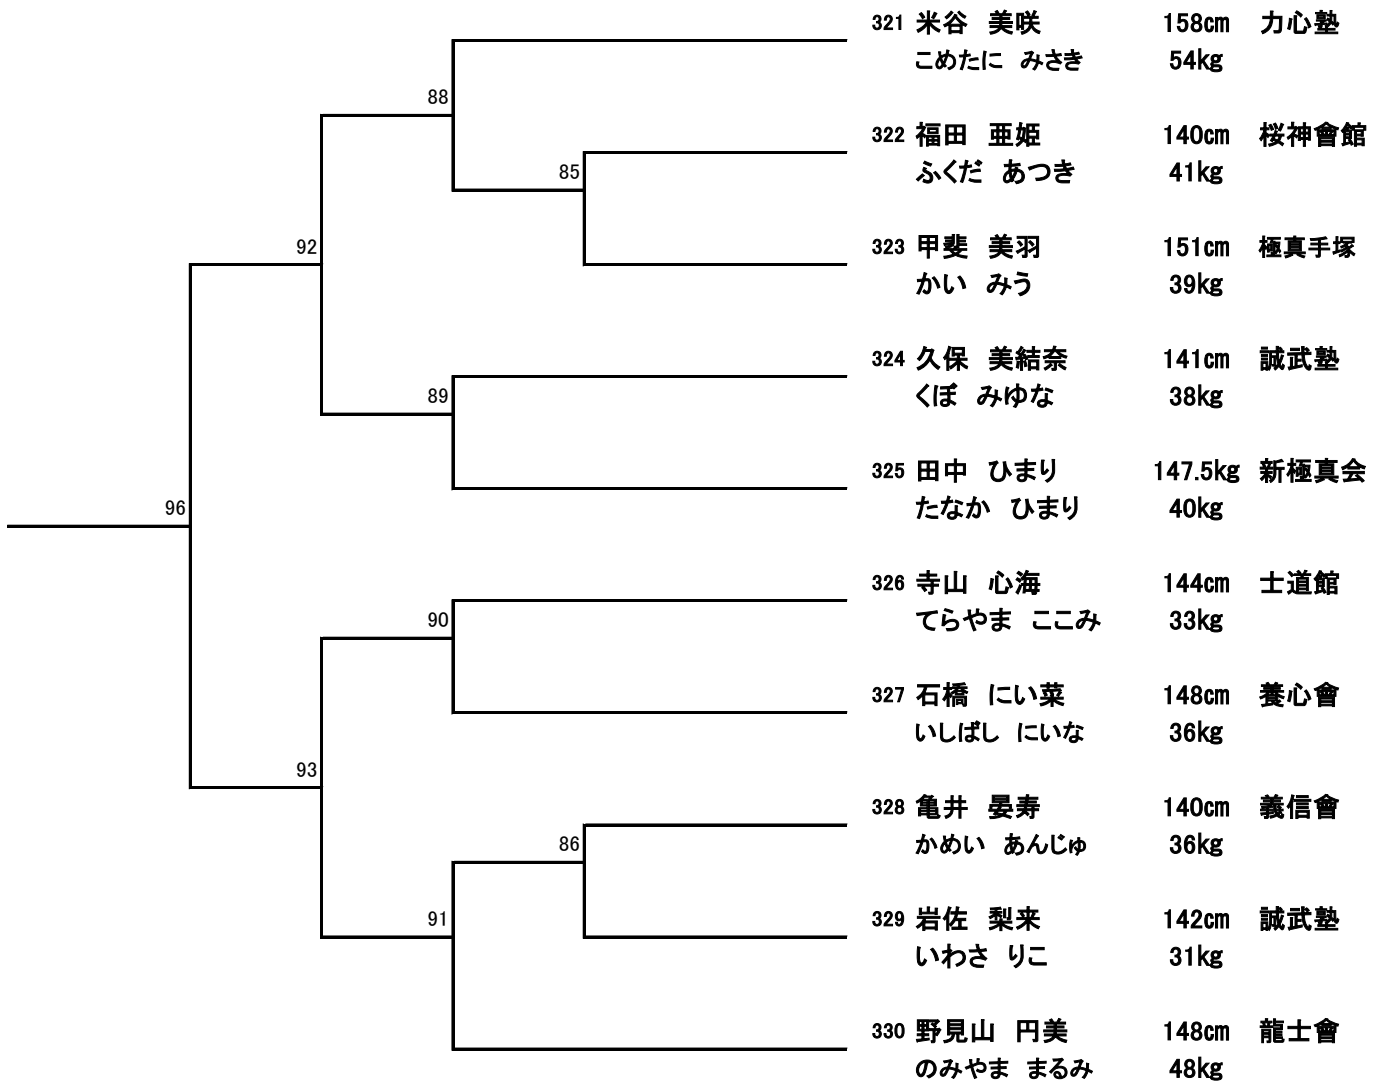 321 米谷 美咲 158cm 力心塾
こめたに みさき 54kg
88
322 福田 亜姫 140cm 桜神會館
85
ふくだ あつき 41kg
92
323 甲斐 美羽 151cm 極真手塚
かい みう 39kg
324 久保 美結奈 141cm 誠武塾
89
くぼ みゆな 38kg
325 田中 ひまり 147.5kg 新極真会
96
たなか ひまり 40kg
326 寺山 心海 144cm 士道館
90
てらやま ここみ 33kg
327 石橋 にい菜 148cm 養心會
いしばし にいな 36kg
93
328 亀井 晏寿 140cm 義信會
86
かめい あんじゅ 36kg
91
329 岩佐 梨来 142cm 誠武塾
いわさ りこ 31kg
330 野見山 円美 148cm 龍士會
のみやま まるみ 48kg